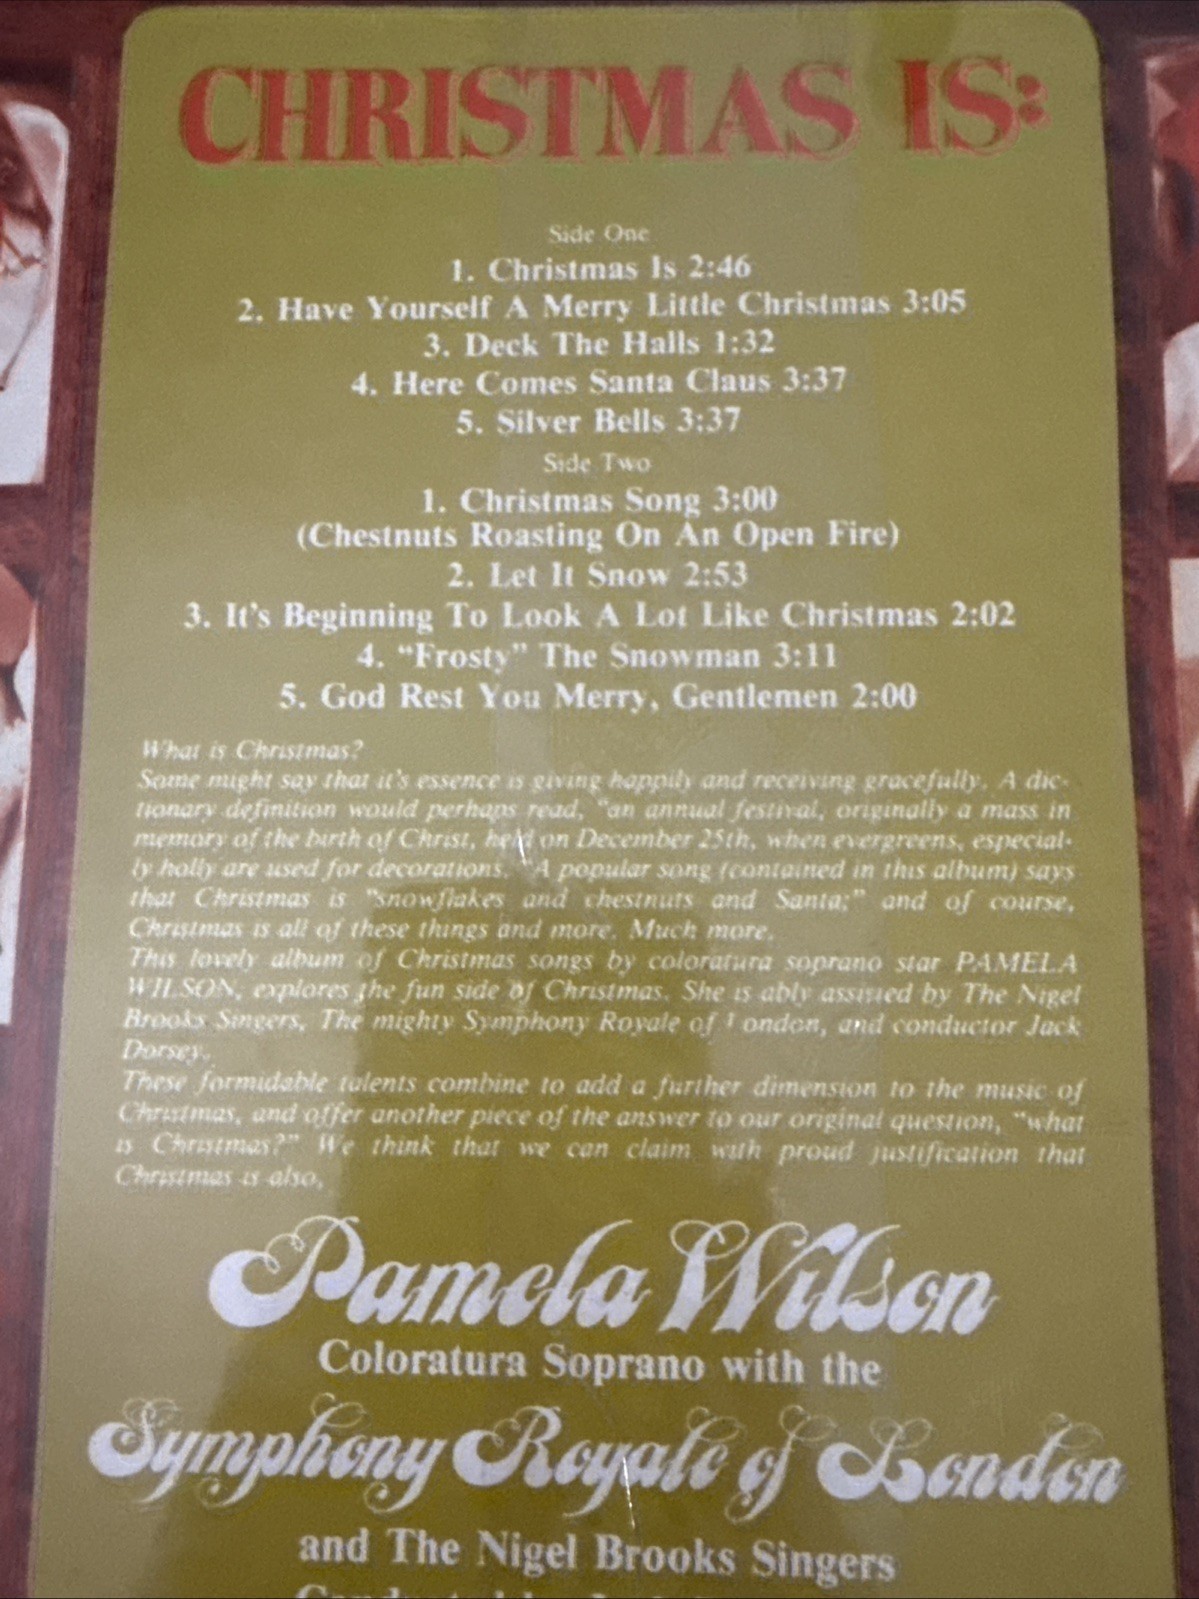 CHRISTMAS IS:
Side One
1. Christmas Is 2:46
2. Have Yourself A Merry Little Christmas 3:05
3. Deck The Halls 1:32
4. Here Comes Santa Claus 3:37
5. Silver Bells 3:37
Side Two
1. Christmas Song 3:00
(Chestnuts Roasting On An Open Fire)
2. Let It Snow 2:53
3. It's Beginning To Look A Lot Like Christmas 2:02
4. “Frosty” The Snowman 3:11
5. God Rest You Merry, Gentlemen 2:00
What is Christmas?
Some might say that it's essence is giving happily and receiving gracefully. A dic-
tionary definition would perhaps read, "an annual festival, originally a mass in
memory of the birth of Christ, held on December 25th, when evergreens, especial-
ly holly are used for decorations. "A popular song (contained in this album) says
that Christmas is "snowflakes and chestnuts and Santa;" and of course,
Christmas is all of these things and more. Much more.
This lovely album of Christmas songs by coloratura soprano star PAMELA
WILSON, explores the fun side of Christmas. She is ably assisted by The Nigel
Brooks Singers, The mighty Symphony Royale of London, and conductor Jack
Dorsey.
These formidable talents combine to add a further dimension to the music of
Christmas, and offer another piece of the answer to our original question, "what
is Christmas?" We think that we can claim with proud justification that
Christmas is also,
Pamela Wilson
Coloratura Soprano with the
Symphony Royale of London
and The Nigel Brooks Singers